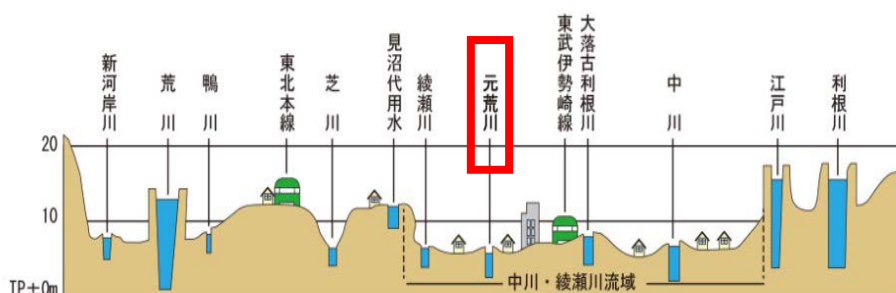 新河岸川
荒川
鴨川
東北本線
芝川
見沼代用水
綾瀬川
元荒川
東武伊勢崎線
大落古利根川
中川
江戸川
利根川
20
10
TP±0m
中川・綾瀬川流域